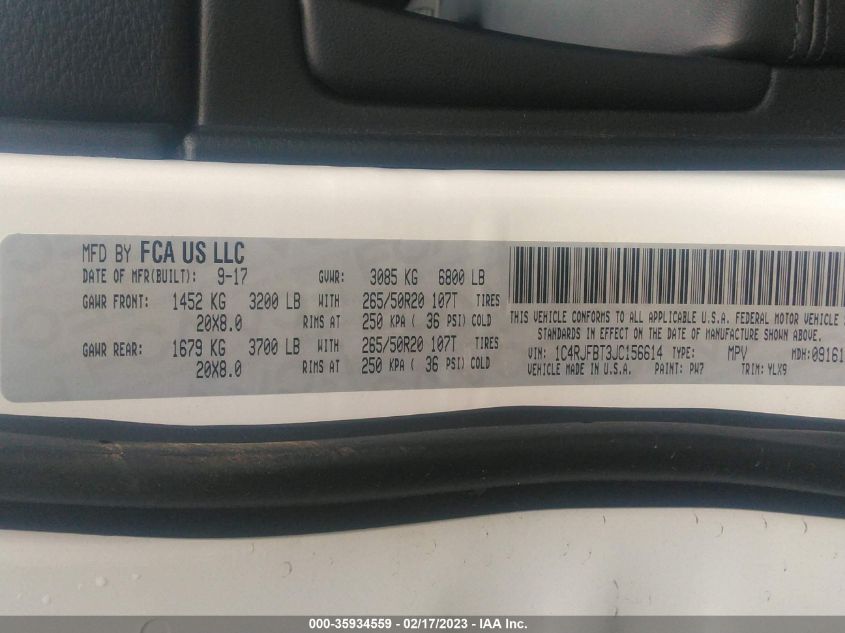 MFD BY FCA US LLC
DATE OF MFR(BUILT): 9-17 GVWR: 3085 KG 6800 LB
GAWR FRONT: 1452 KG 3200 LB WITH 265/50R20 107T TIRES
20X8.0 RIMS AT 250 KPA ( 36 PSI) COLD
GAWR REAR: 1679 KG 3700 LB WITH 265/50R20 107T TIRES
20X8.0 RIMS AT 250 KPA ( 36 PSI) COLD
THIS VEHICLE CONFORMS TO ALL APPLICABLE U.S.A. FEDERAL MOTOR VEHICLE
STANDARDS IN EFFECT ON THE DATE OF MANUFACTURE SHOWN ABOVE.
VIN: 1C4RJFBT3JC156614 TYPE: MPV MDH: 09161
VEHICLE MADE IN U.S.A. PAINT: PW7 TRIM: YLX9
000-35934559 — 02/17/2023 — IAA Inc.